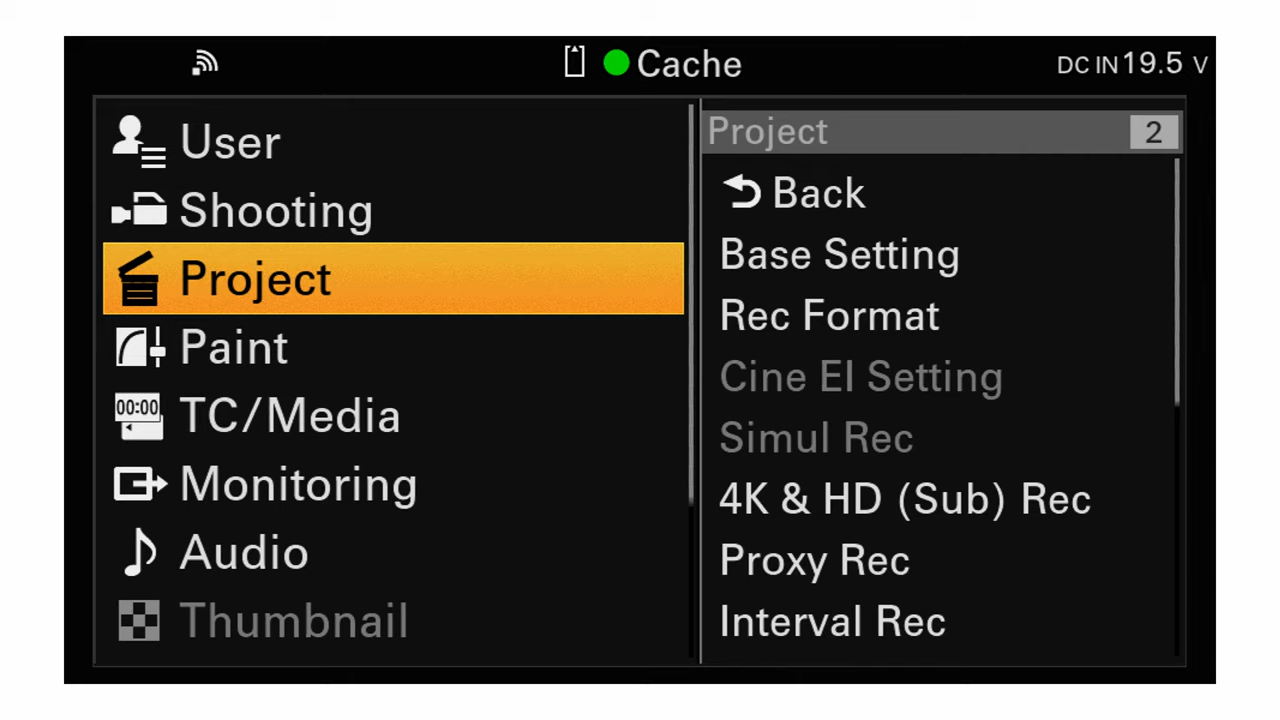 Cache
DC IN 19.5 V
User
Shooting
Project
Paint
00:00
TC/Media
Monitoring
Audio
Thumbnail
Project 2
Back
Base Setting
Rec Format
Cine EI Setting
Simul Rec
4K & HD (Sub) Rec
Proxy Rec
Interval Rec